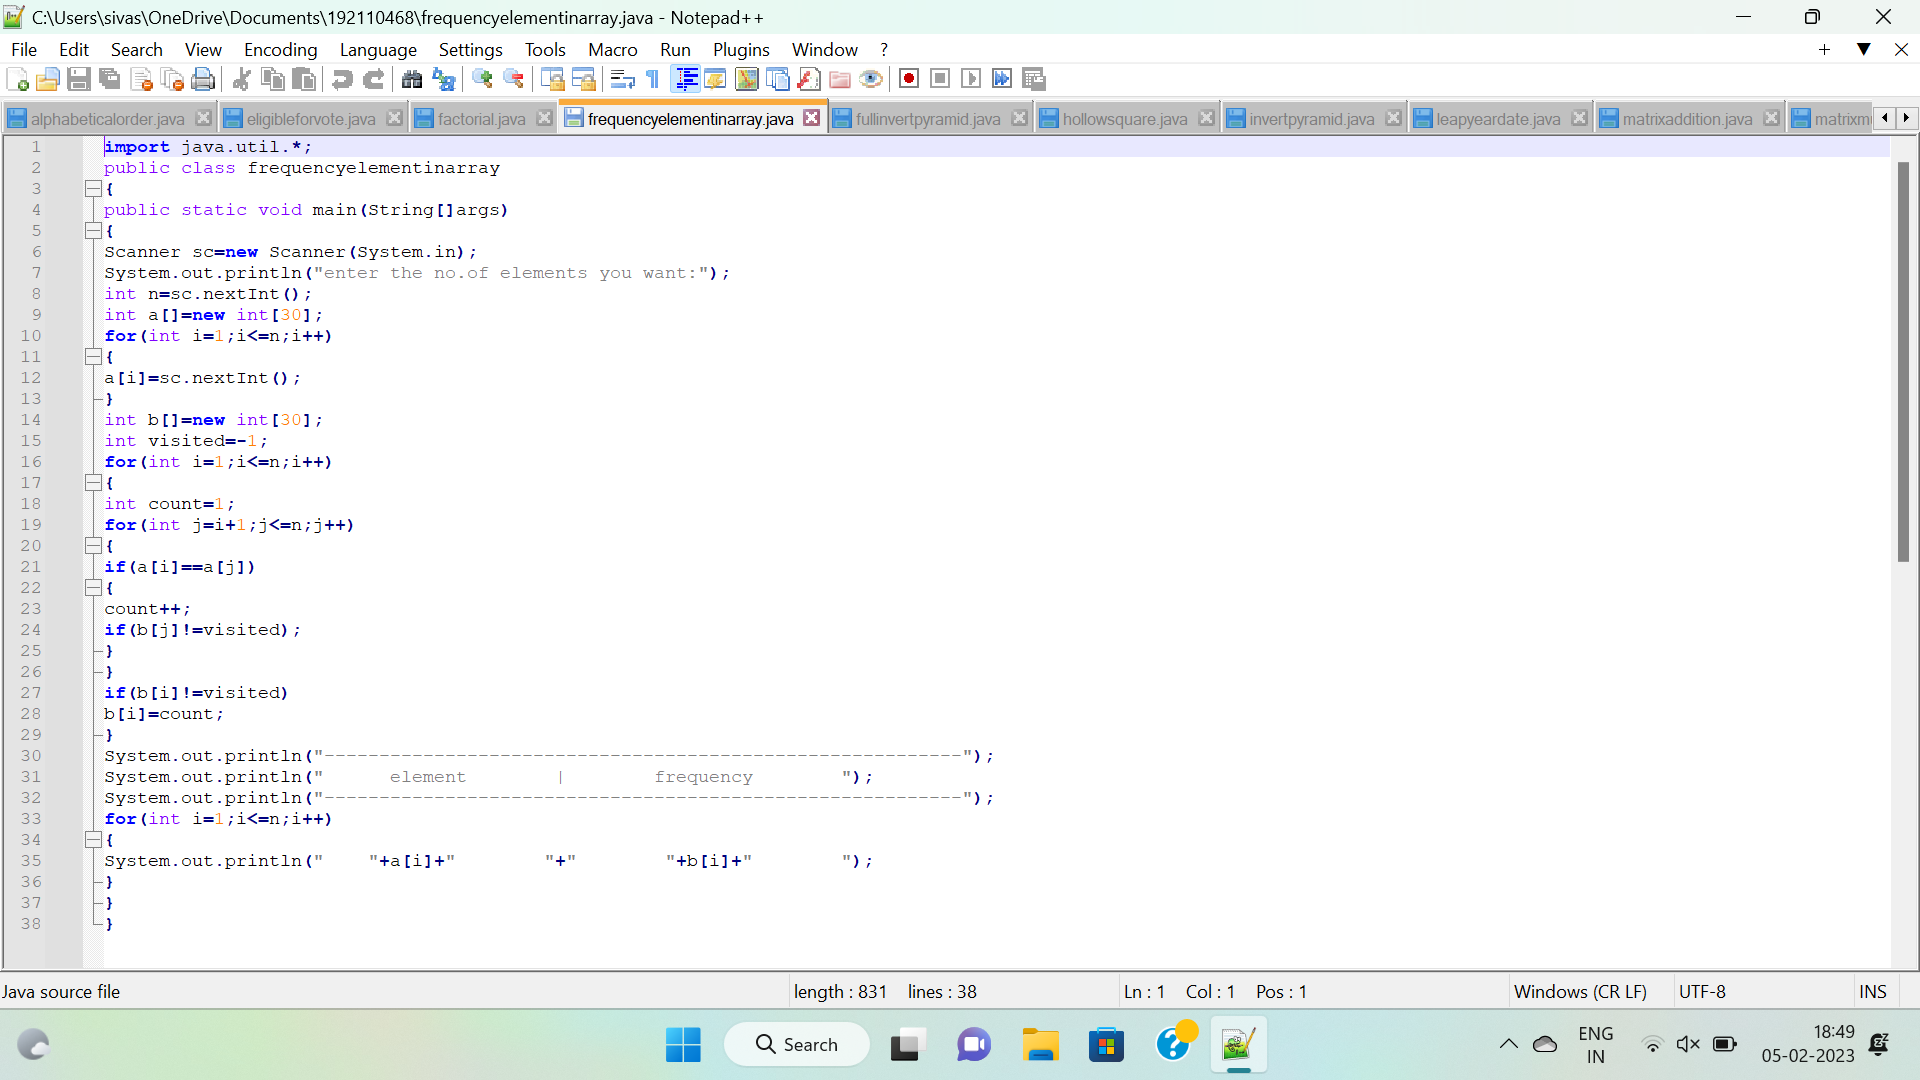 C:\Users\sivas\OneDrive\Documents\192110468\frequencyelementinarray.java - Notepad++
File Edit Search View Encoding Language Settings Tools Macro Run Plugins Window ?
alphabeticalorder.java eligibleforvote.java factorial.java frequencyelementinarray.java fullinvertpyramid.java hollowsquare.java invertpyramid.java leapyeardate.java matrixaddition.java matrixm
1 import java.util.*;
2 public class frequencyelementinarray
3 {
4 public static void main(String[]args)
5 {
6 Scanner sc=new Scanner(System.in);
7 System.out.println("enter the no.of elements you want:");
8 int n=sc.nextInt();
9 int a[]=new int[30];
10 for(int i=1;i<=n;i++)
11 {
12 a[i]=sc.nextInt();
13 }
14 int b[]=new int[30];
15 int visited=-1;
16 for(int i=1;i<=n;i++)
17 {
18 int count=1;
19 for(int j=i+1;j<=n;j++)
20 {
21 if(a[i]==a[j])
22 {
23 count++;
24 if(b[j]!=visited);
25 }
26 }
27 if(b[i]!=visited)
28 b[i]=count;
29 }
30 System.out.println("----------------------------------------------------------");
31 System.out.println("      element        |        frequency        ");
32 System.out.println("----------------------------------------------------------");
33 for(int i=1;i<=n;i++)
34 {
35 System.out.println("    "+a[i]+"        "+"        "+b[i]+"        ");
36 }
37 }
38 }
Java source file length : 831 lines : 38 Ln : 1 Col : 1 Pos : 1 Windows (CR LF) UTF-8 INS
Search
ENG
IN
18:49
05-02-2023